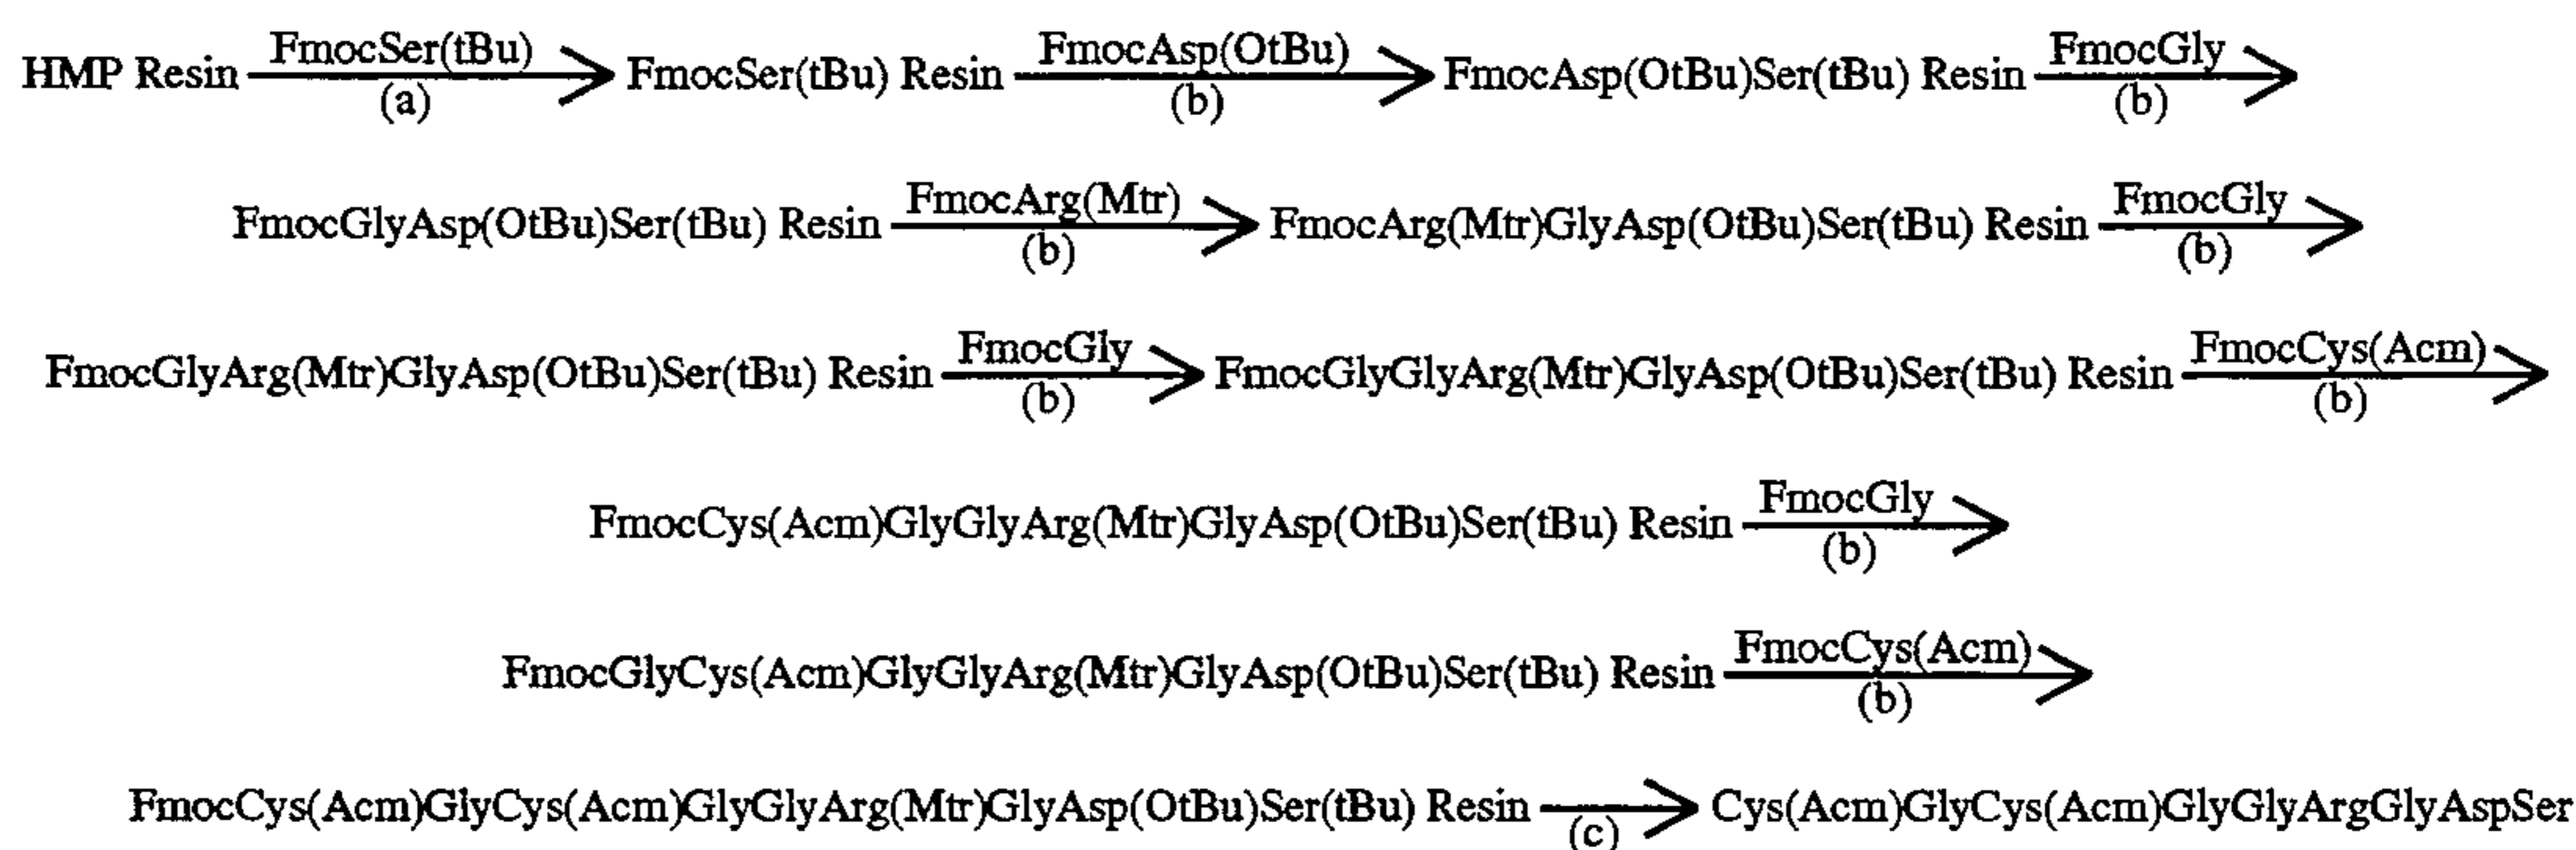 HMP Resin FmocSer(tBu) (a) FmocSer(tBu) Resin FmocAsp(OtBu) (b) FmocAsp(OtBu)Ser(tBu) Resin FmocGly (b)
FmocGlyAsp(OtBu)Ser(tBu) Resin FmocArg(Mtr) (b) FmocArg(Mtr)GlyAsp(OtBu)Ser(tBu) Resin FmocGly (b)
FmocGlyArg(Mtr)GlyAsp(OtBu)Ser(tBu) Resin FmocGly (b) FmocGlyGlyArg(Mtr)GlyAsp(OtBu)Ser(tBu) Resin FmocCys(Acm) (b)
FmocCys(Acm)GlyGlyArg(Mtr)GlyAsp(OtBu)Ser(tBu) Resin FmocGly (b)
FmocGlyCys(Acm)GlyGlyArg(Mtr)GlyAsp(OtBu)Ser(tBu) Resin FmocCys(Acm) (b)
FmocCys(Acm)GlyCys(Acm)GlyGlyArg(Mtr)GlyAsp(OtBu)Ser(tBu) Resin (c) Cys(Acm)GlyCys(Acm)GlyGlyArgGlyAspSer